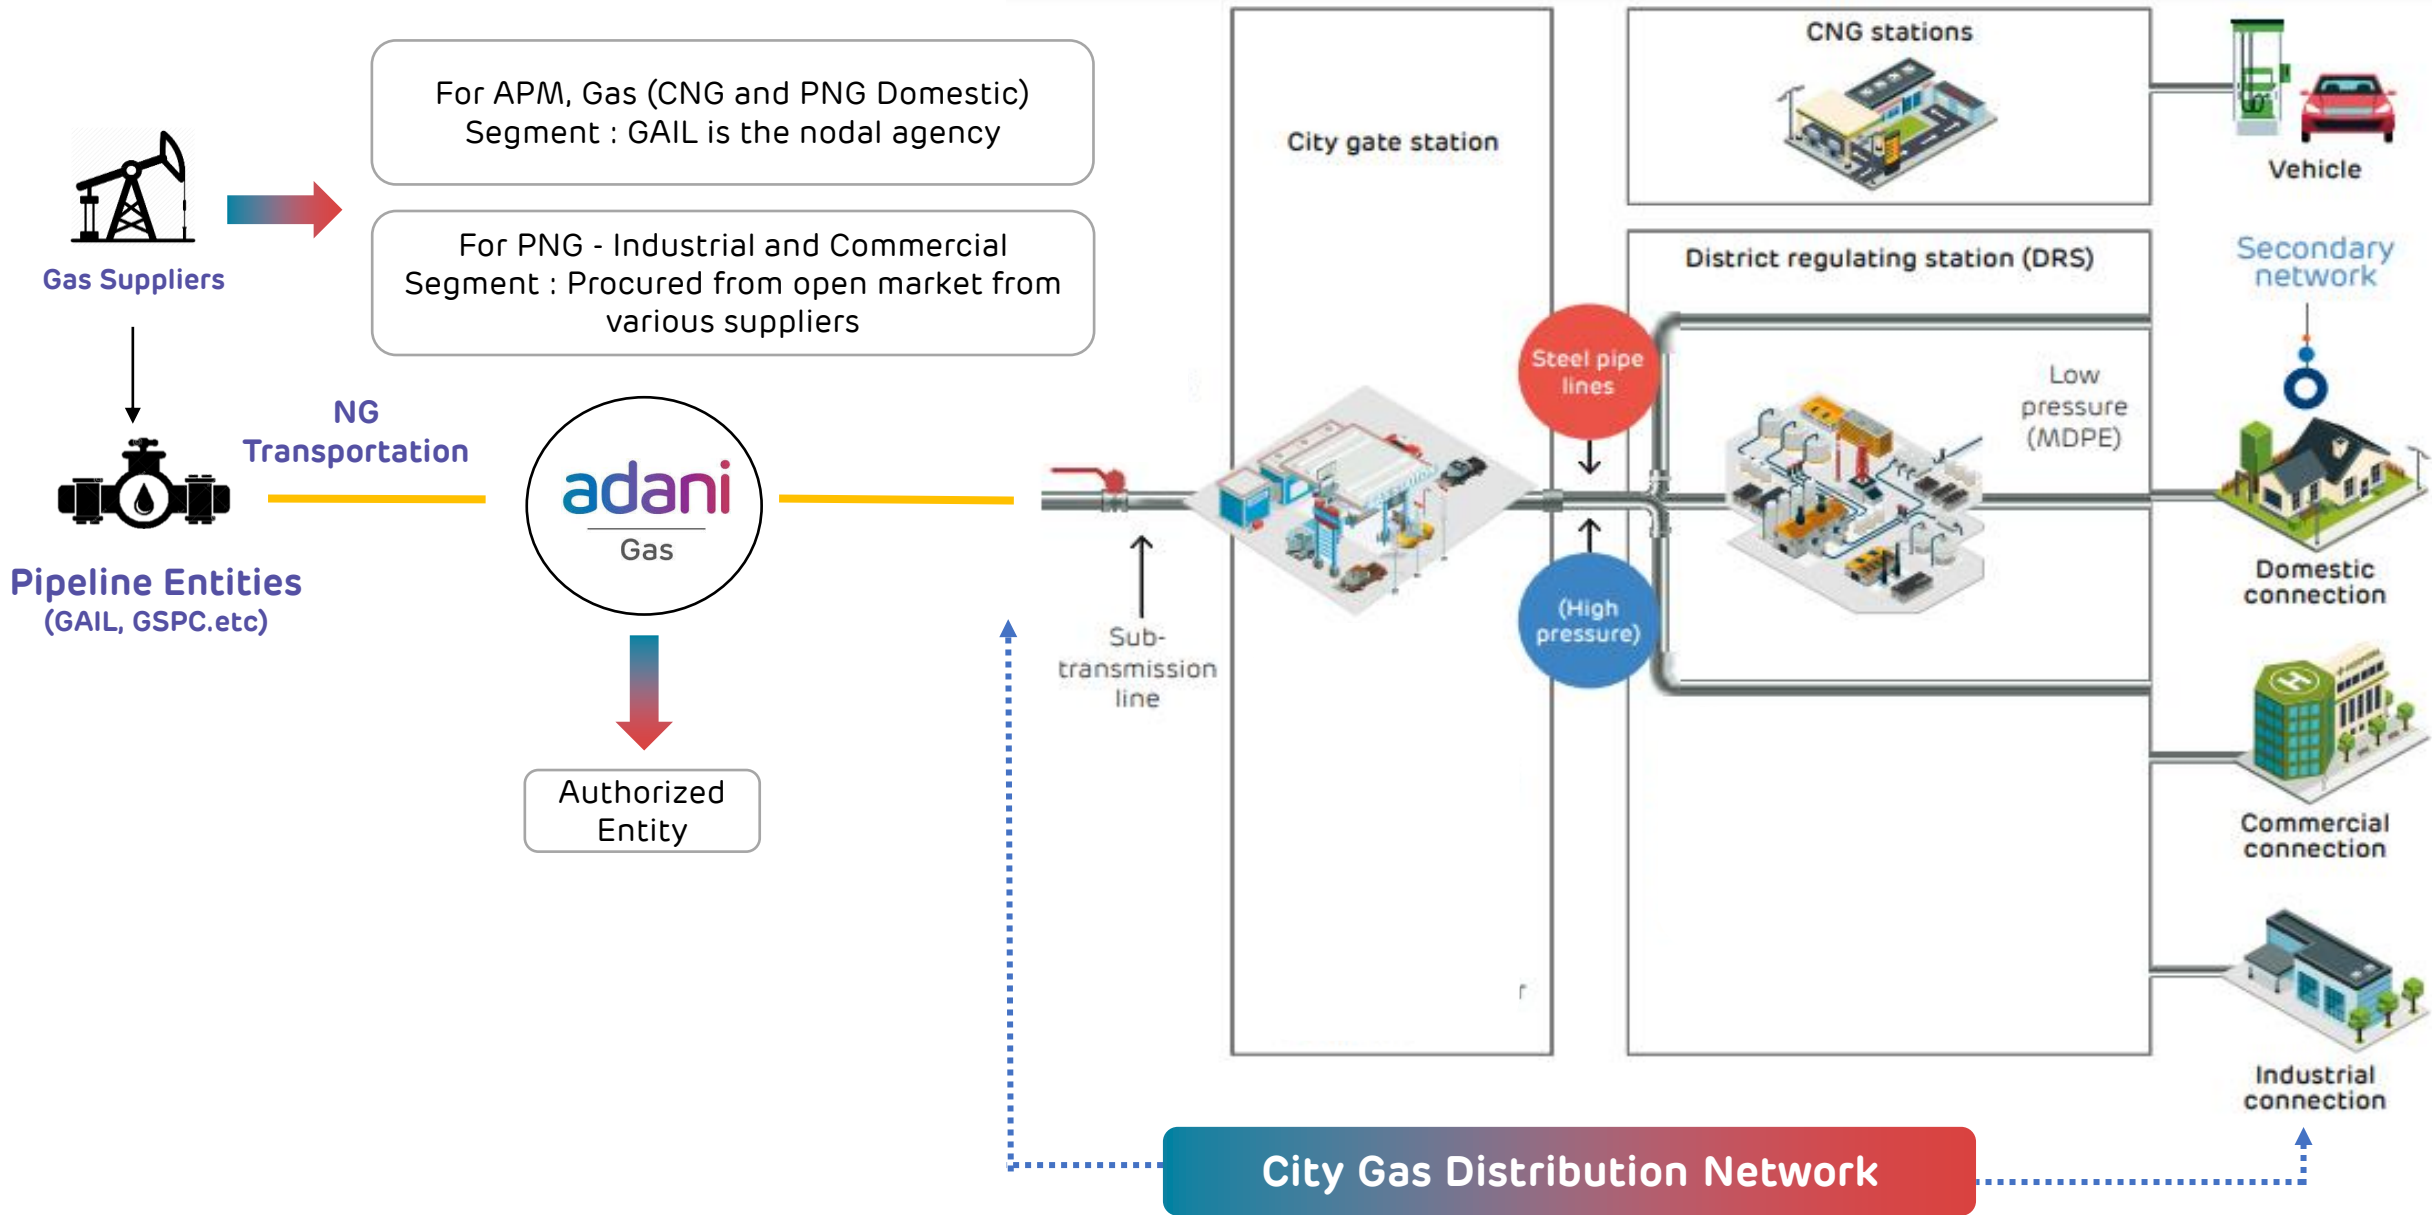 For APM, Gas (CNG and PNG Domestic)
Segment : GAIL is the nodal agency
For PNG - Industrial and Commercial
Segment : Procured from open market from
various suppliers
Gas Suppliers
NG
Transportation
Pipeline Entities
(GAIL, GSPC.etc)
adani
Gas
Authorized
Entity
Sub-
transmission
line
City gate station
Steel pipe
lines
(High
pressure)
CNG stations
District regulating station (DRS)
Low
pressure
(MDPE)
Vehicle
Secondary
network
Domestic
connection
H
Commercial
connection
Industrial
connection
City Gas Distribution Network